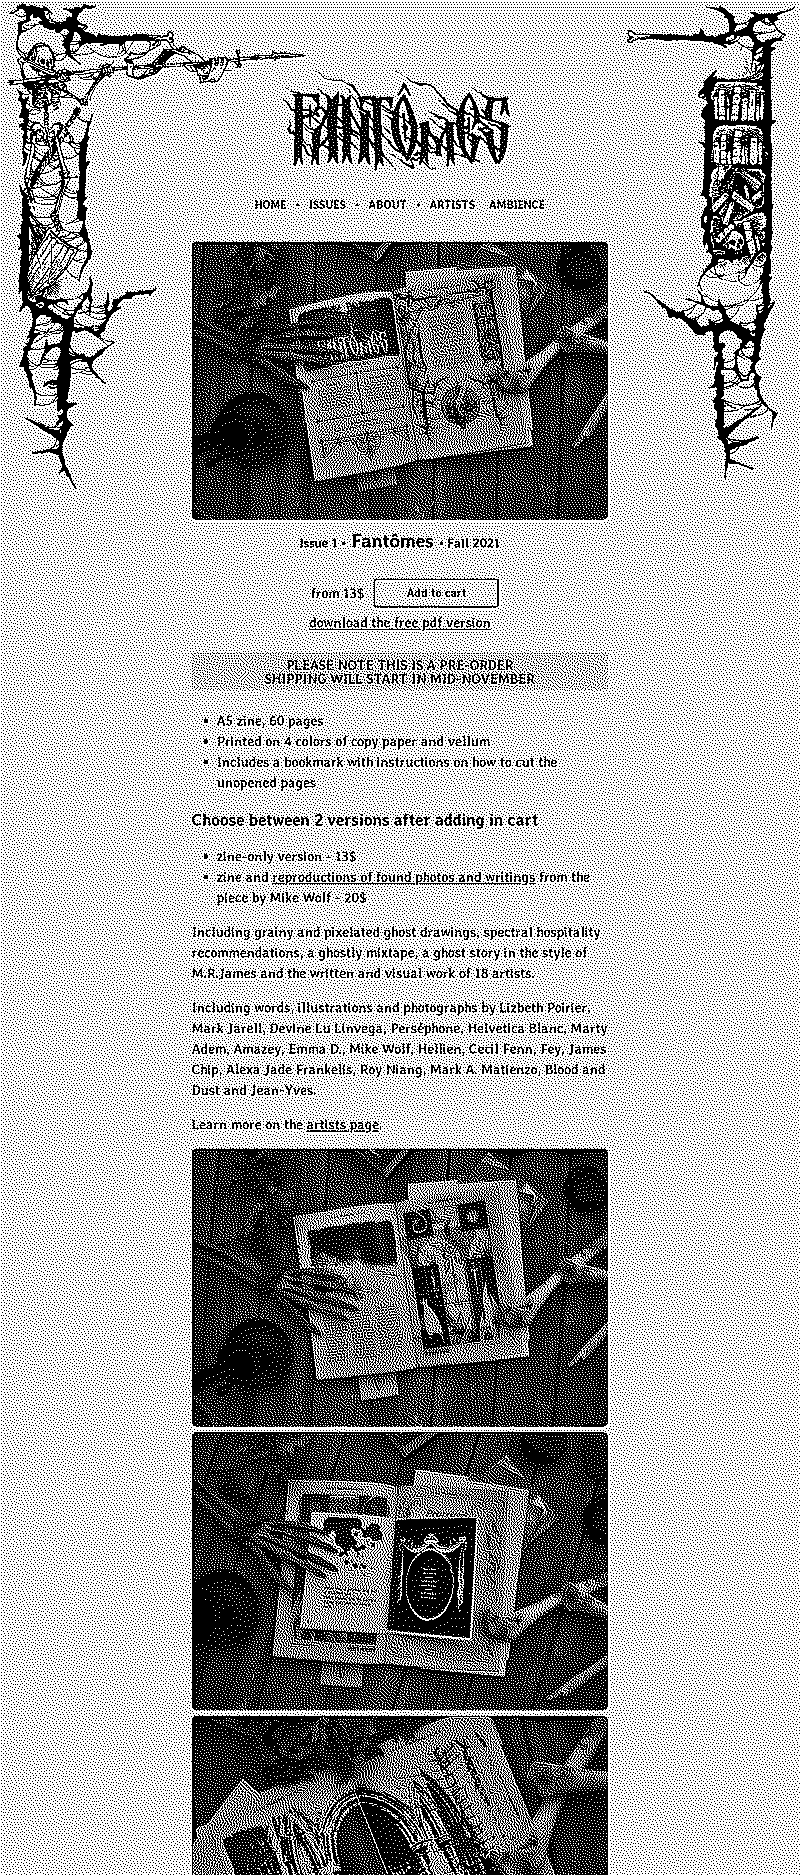 FANTÔMES
HOME • ISSUES • ABOUT • ARTISTS AMBIENCE
Issue 1 • Fantômes • Fall 2021
from 13$ Add to cart
download the free pdf version
PLEASE NOTE THIS IS A PRE-ORDER
SHIPPING WILL START IN MID-NOVEMBER
• A5 zine, 60 pages
• Printed on 4 colors of copy paper and vellum
• Includes a bookmark with instructions on how to cut the
unopened pages
Choose between 2 versions after adding in cart
• zine-only version - 13$
• zine and reproductions of found photos and writings from the
piece by Mike Wolf - 20$
Including grainy and pixelated ghost drawings, spectral hospitality
recommendations, a ghostly mixtape, a ghost story in the style of
M.R.James and the written and visual work of 18 artists.
Including words, illustrations and photographs by Lizbeth Poirier,
Mark Jarell, Devine Lu Linvega, Perséphone, Helvetica Blanc, Marty
Adem, Amazey, Emma D., Mike Wolf, Hellien, Cecil Fenn, Fey, James
Chip, Alexa Jade Frankelis, Roy Niang, Mark A. Matienzo, Blood and
Dust and Jean-Yves.
Learn more on the artists page.